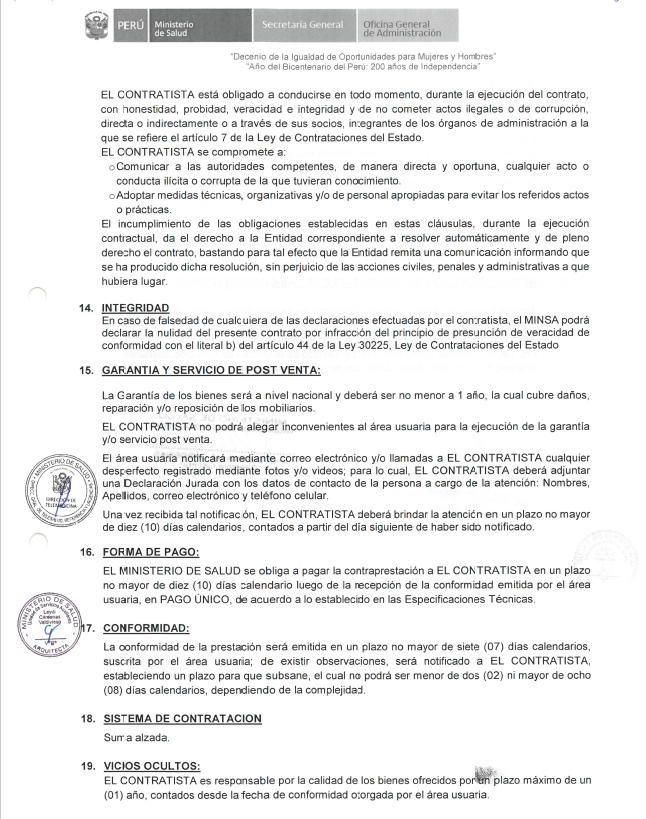 PERÚ
Ministerio
de Salud
Secretaría General
Oficina General
de Administración
"Decenio de la Igualdad de Oportunidades para Mujeres y Hombres"
"Año del Bicentenario del Perú: 200 años de Independencia"
EL CONTRATISTA está obligado a conducirse en todo momento, durante la ejecución del contrato,
con honestidad, probidad, veracidad e integridad y de no cometer actos ilegales o de corrupción,
directa o indirectamente o a través de sus socios, integrantes de los órganos de administración a la
que se refiere el artículo 7 de la Ley de Contrataciones del Estado.
EL CONTRATISTA se compromete a:
○ Comunicar a las autoridades competentes, de manera directa y oportuna, cualquier acto o
conducta ilícita o corrupta de la que tuvieran conocimiento.
○ Adoptar medidas técnicas, organizativas y/o de personal apropiadas para evitar los referidos actos
o prácticas.
El incumplimiento de las obligaciones establecidas en estas cláusulas, durante la ejecución
contractual, da el derecho a la Entidad correspondiente a resolver automáticamente y de pleno
derecho el contrato, bastando para tal efecto que la Entidad remita una comunicación informando que
se ha producido dicha resolución, sin perjuicio de las acciones civiles, penales y administrativas a que
hubiera lugar.
14. INTEGRIDAD
En caso de falsedad de cualquiera de las declaraciones efectuadas por el contratista, el MINSA podrá
declarar la nulidad del presente contrato por infracción del principio de presunción de veracidad de
conformidad con el literal b) del artículo 44 de la Ley 30225, Ley de Contrataciones del Estado
15. GARANTIA Y SERVICIO DE POST VENTA:
La Garantía de los bienes será a nivel nacional y deberá ser no menor a 1 año, la cual cubre daños,
reparación y/o reposición de los mobiliarios.
EL CONTRATISTA no podrá alegar inconvenientes al área usuaria para la ejecución de la garantía
y/o servicio post venta.
El área usuaria notificará mediante correo electrónico y/o llamadas a EL CONTRATISTA cualquier
desperfecto registrado mediante fotos y/o videos; para lo cual, EL CONTRATISTA deberá adjuntar
una Declaración Jurada con los datos de contacto de la persona a cargo de la atención: Nombres,
Apellidos, correo electrónico y teléfono celular.
Una vez recibida tal notificación, EL CONTRATISTA deberá brindar la atención en un plazo no mayor
de diez (10) días calendarios, contados a partir del día siguiente de haber sido notificado.
MINISTERIO DE SALUD
DIRECCIÓN DE
TELEMEDICINA
16. FORMA DE PAGO:
EL MINISTERIO DE SALUD se obliga a pagar la contraprestación a EL CONTRATISTA en un plazo
no mayor de diez (10) días calendario luego de la recepción de la conformidad emitida por el área
usuaria, en PAGO ÚNICO, de acuerdo a lo establecido en las Especificaciones Técnicas.
MINISTERIO DE SALUD
Leydi
Cárdenas
Valdivieso
ARQUITECTA
17. CONFORMIDAD:
La conformidad de la prestación será emitida en un plazo no mayor de siete (07) días calendarios,
suscrita por el área usuaria; de existir observaciones, será notificado a EL CONTRATISTA,
estableciendo un plazo para que subsane, el cual no podrá ser menor de dos (02) ni mayor de ocho
(08) días calendarios, dependiendo de la complejidad.
18. SISTEMA DE CONTRATACION
Suma alzada.
19. VICIOS OCULTOS:
EL CONTRATISTA es responsable por la calidad de los bienes ofrecidos por un plazo máximo de un
(01) año, contados desde la fecha de conformidad otorgada por el área usuaria.